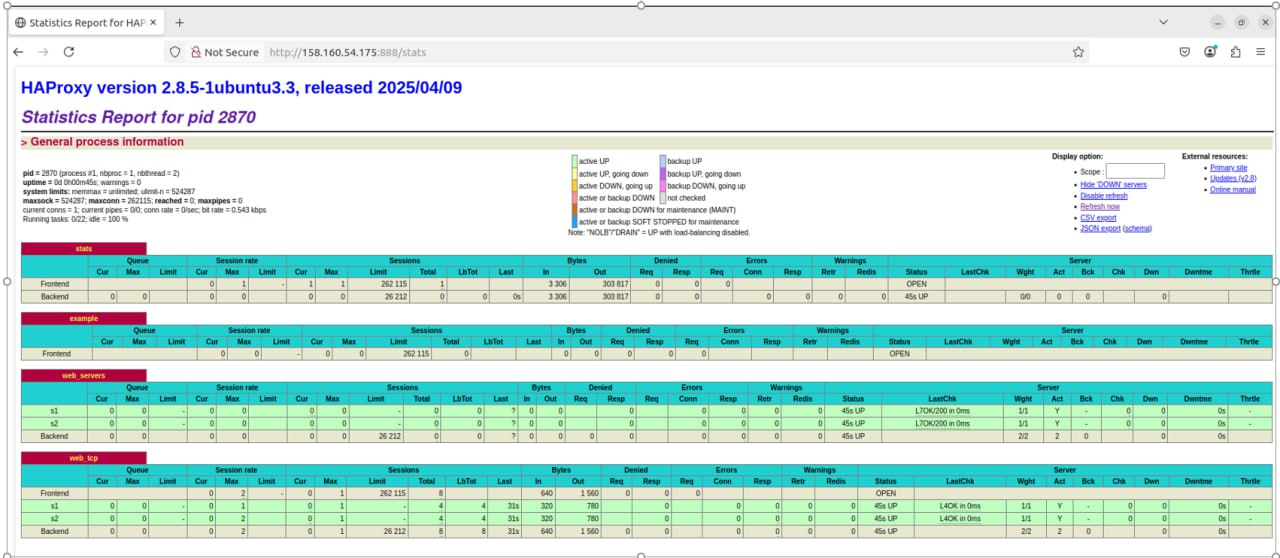 Statistics Report for HAP ×
+
Not Secure http://158.160.54.175:888/stats
HAProxy version 2.8.5-1ubuntu3.3, released 2025/04/09
Statistics Report for pid 2870
> General process information
pid = 2870 (process #1, nbproc = 1, nbthread = 2)
uptime = 0d 0h00m45s; warnings = 0
system limits: memmax = unlimited; ulimit-n = 524287
maxsock = 524287; maxconn = 262115; reached = 0; maxpipes = 0
current conns = 1; current pipes = 0/0; conn rate = 0/sec; bit rate = 0.543 kbps
Running tasks: 0/22; idle = 100 %
active UP backup UP
active UP, going down backup UP, going down
active DOWN, going up backup DOWN, going up
active or backup DOWN not checked
active or backup DOWN for maintenance (MAINT)
active or backup SOFT STOPPED for maintenance
Note: "NOLB"/"DRAIN" = UP with load-balancing disabled.
Display option:
Scope :
Hide 'DOWN' servers
Disable refresh
Refresh now
CSV export
JSON export (schema)
External resources:
Primary site
Updates (v2.8)
Online manual
stats
Queue Session rate Sessions Bytes Denied Errors Warnings Server
Cur Max Limit Cur Max Limit Cur Max Limit Total LbTot Last In Out Req Resp Req Conn Resp Retr Redis Status LastChk Wght Act Bck Chk Dwn Dwntme Thrtle
Frontend 0 1 - 1 1 262 115 1 3 306 303 817 0 0 0 OPEN
Backend 0 0 0 0 0 0 26 212 0 0 0s 3 306 303 817 0 0 0 0 0 0 45s UP 0/0 0 0 0
example
Queue Session rate Sessions Bytes Denied Errors Warnings Server
Cur Max Limit Cur Max Limit Cur Max Limit Total LbTot Last In Out Req Resp Req Conn Resp Retr Redis Status LastChk Wght Act Bck Chk Dwn Dwntme Thrtle
Frontend 0 0 - 0 0 262 115 0 0 0 0 0 0 OPEN
web_servers
Queue Session rate Sessions Bytes Denied Errors Warnings Server
Cur Max Limit Cur Max Limit Cur Max Limit Total LbTot Last In Out Req Resp Req Conn Resp Retr Redis Status LastChk Wght Act Bck Chk Dwn Dwntme Thrtle
s1 0 0 - 0 0 0 0 - 0 0 ? 0 0 0 0 0 0 0 45s UP L7OK/200 in 0ms 1/1 Y - 0 0 0s -
s2 0 0 - 0 0 0 0 - 0 0 ? 0 0 0 0 0 0 0 45s UP L7OK/200 in 0ms 1/1 Y - 0 0 0s -
Backend 0 0 0 0 0 0 26 212 0 0 ? 0 0 0 0 0 0 0 0 45s UP 2/2 2 0 0 0s
web_tcp
Queue Session rate Sessions Bytes Denied Errors Warnings Server
Cur Max Limit Cur Max Limit Cur Max Limit Total LbTot Last In Out Req Resp Req Conn Resp Retr Redis Status LastChk Wght Act Bck Chk Dwn Dwntme Thrtle
Frontend 0 2 - 0 1 262 115 8 640 1 560 0 0 0 OPEN
s1 0 0 - 0 1 0 1 - 4 4 31s 320 780 0 0 0 0 0 45s UP L4OK in 0ms 1/1 Y - 0 0 0s -
s2 0 0 - 0 2 0 1 - 4 4 31s 320 780 0 0 0 0 0 45s UP L4OK in 0ms 1/1 Y - 0 0 0s -
Backend 0 0 0 2 0 1 26 212 8 8 31s 640 1 560 0 0 0 0 0 0 45s UP 2/2 2 0 0 0s